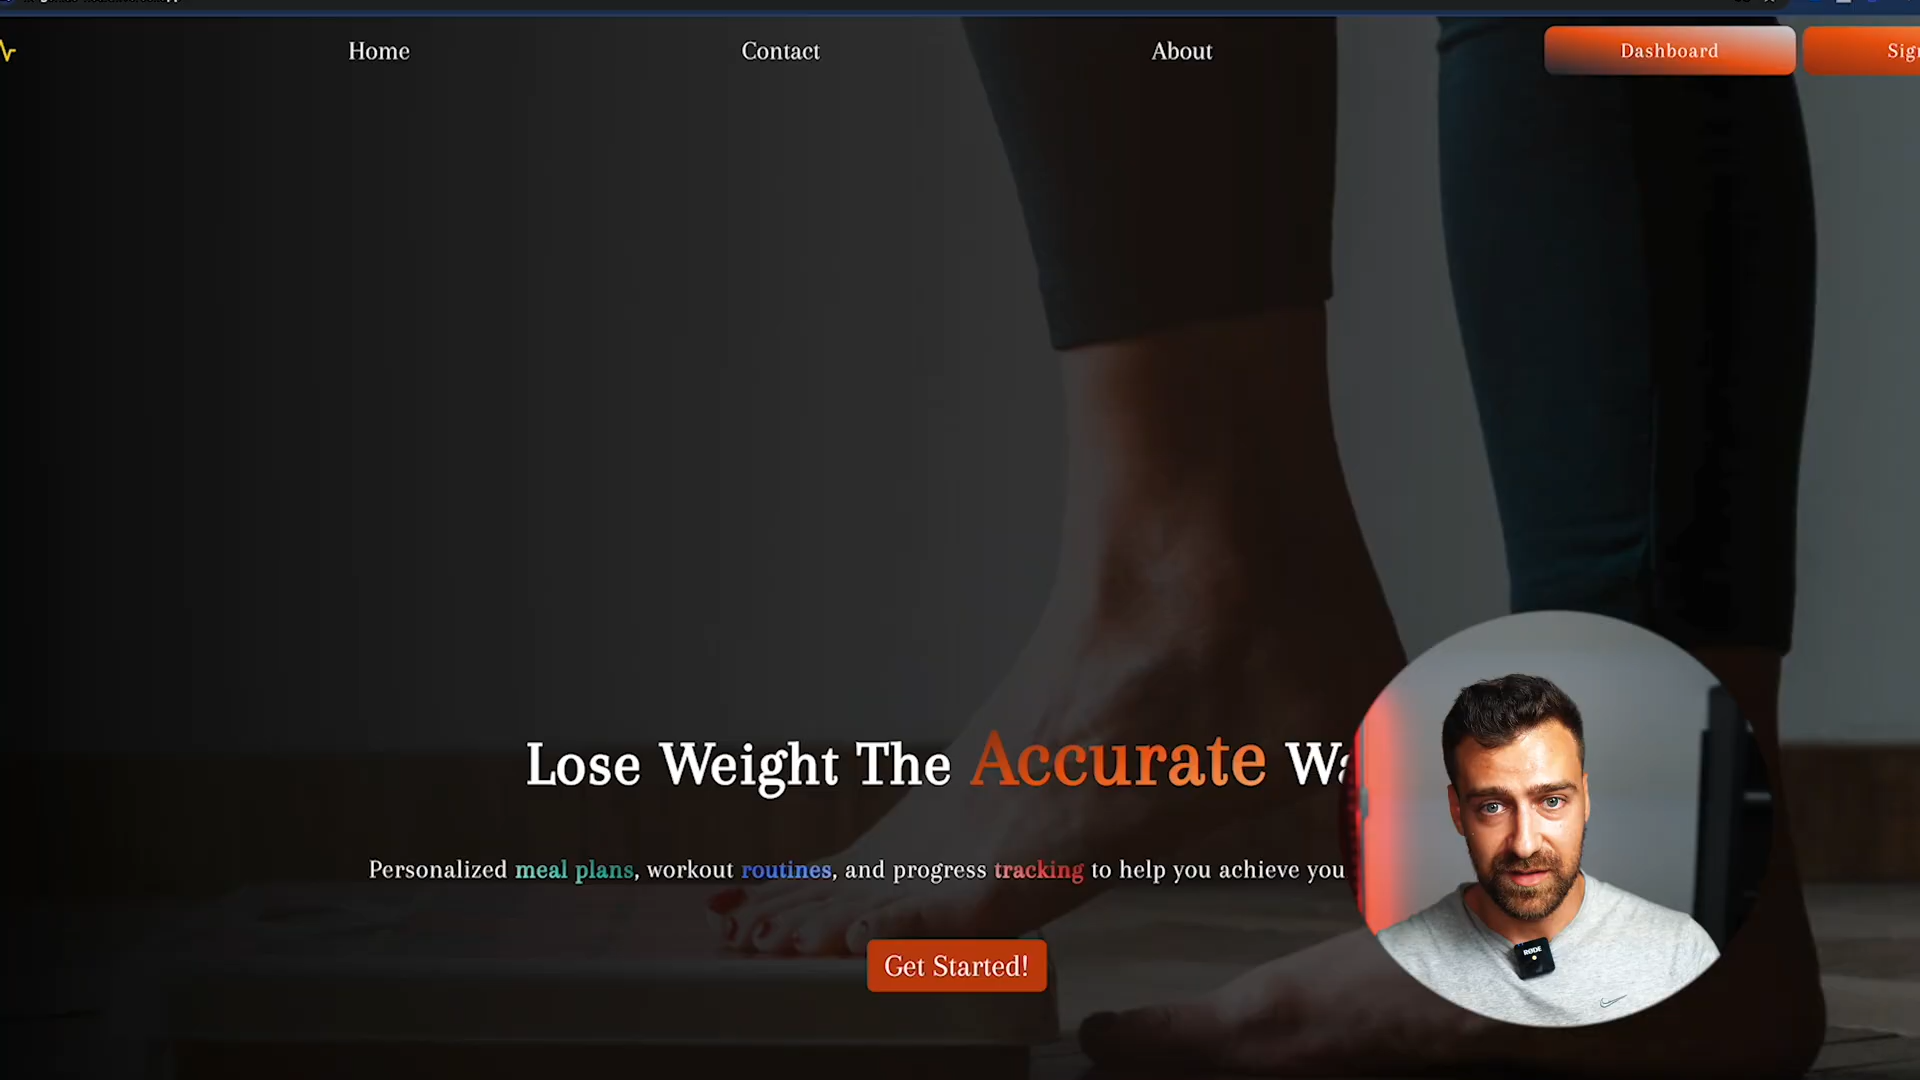 Home
Contact
About
Dashboard
Lose Weight The Accurate
Personalized meal plans, workout routines, and progress tracking to help you achieve
Get Started!
RØDE